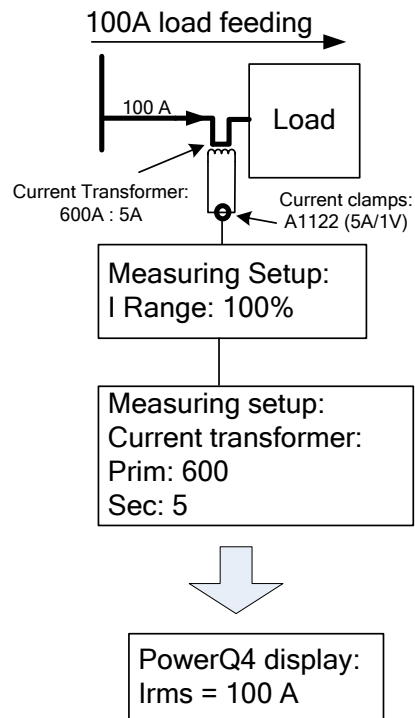 100A load feeding
100 A
Load
Current Transformer:
600A : 5A
Current clamps:
A1122 (5A/1V)
Measuring Setup:
I Range: 100%
Measuring setup:
Current transformer:
Prim: 600
Sec: 5
PowerQ4 display:
Irms = 100 A